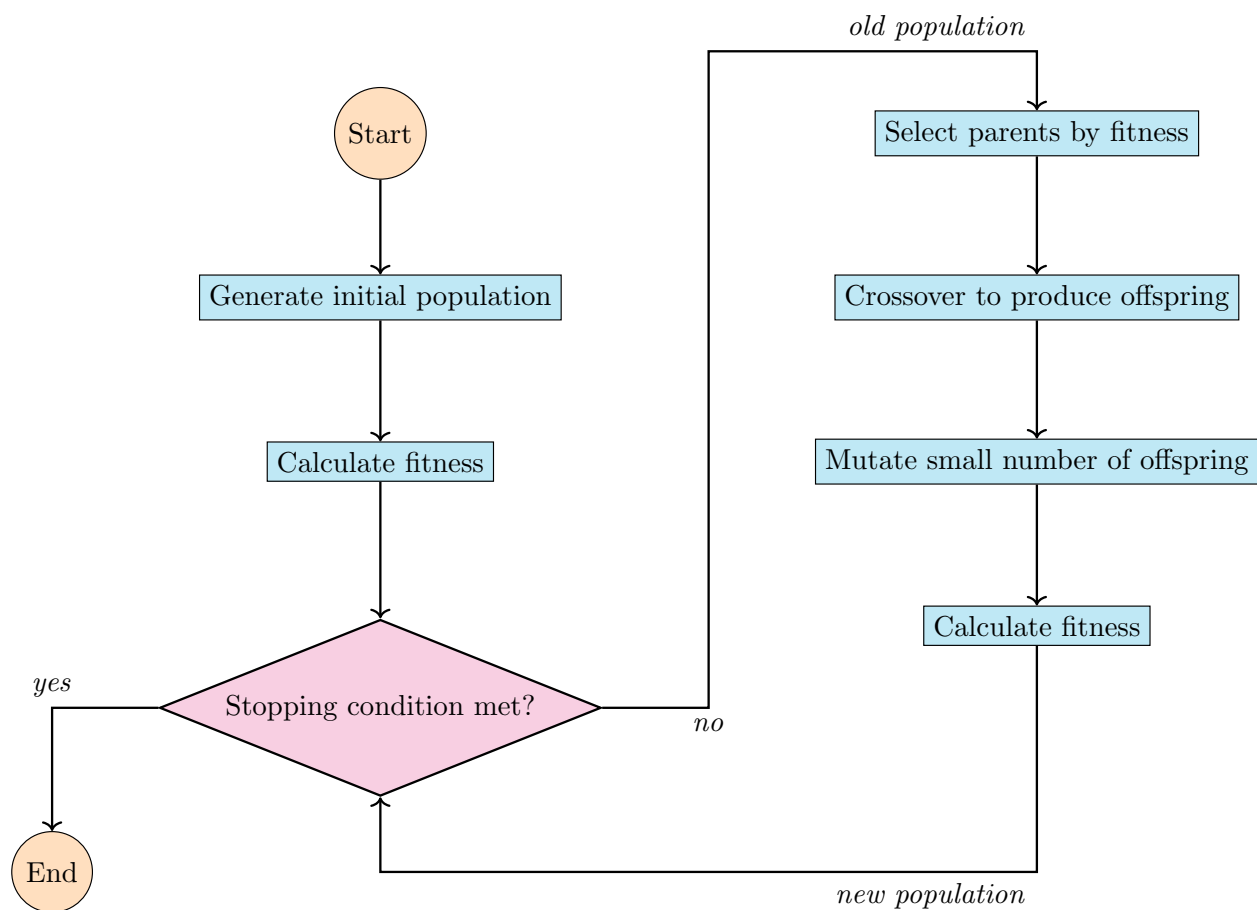 Start
Generate initial population
Calculate fitness
Stopping condition met?
yes
End
no
old population
Select parents by fitness
Crossover to produce offspring
Mutate small number of offspring
Calculate fitness
new population